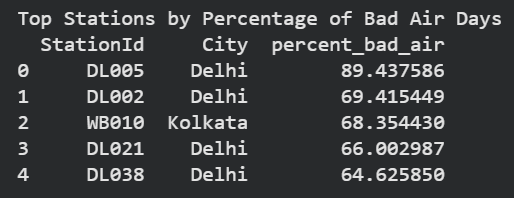 Top Stations by Percentage of Bad Air Days
StationId City percent_bad_air
0 DL005 Delhi 89.437586
1 DL002 Delhi 69.415449
2 WB010 Kolkata 68.354430
3 DL021 Delhi 66.002987
4 DL038 Delhi 64.625850